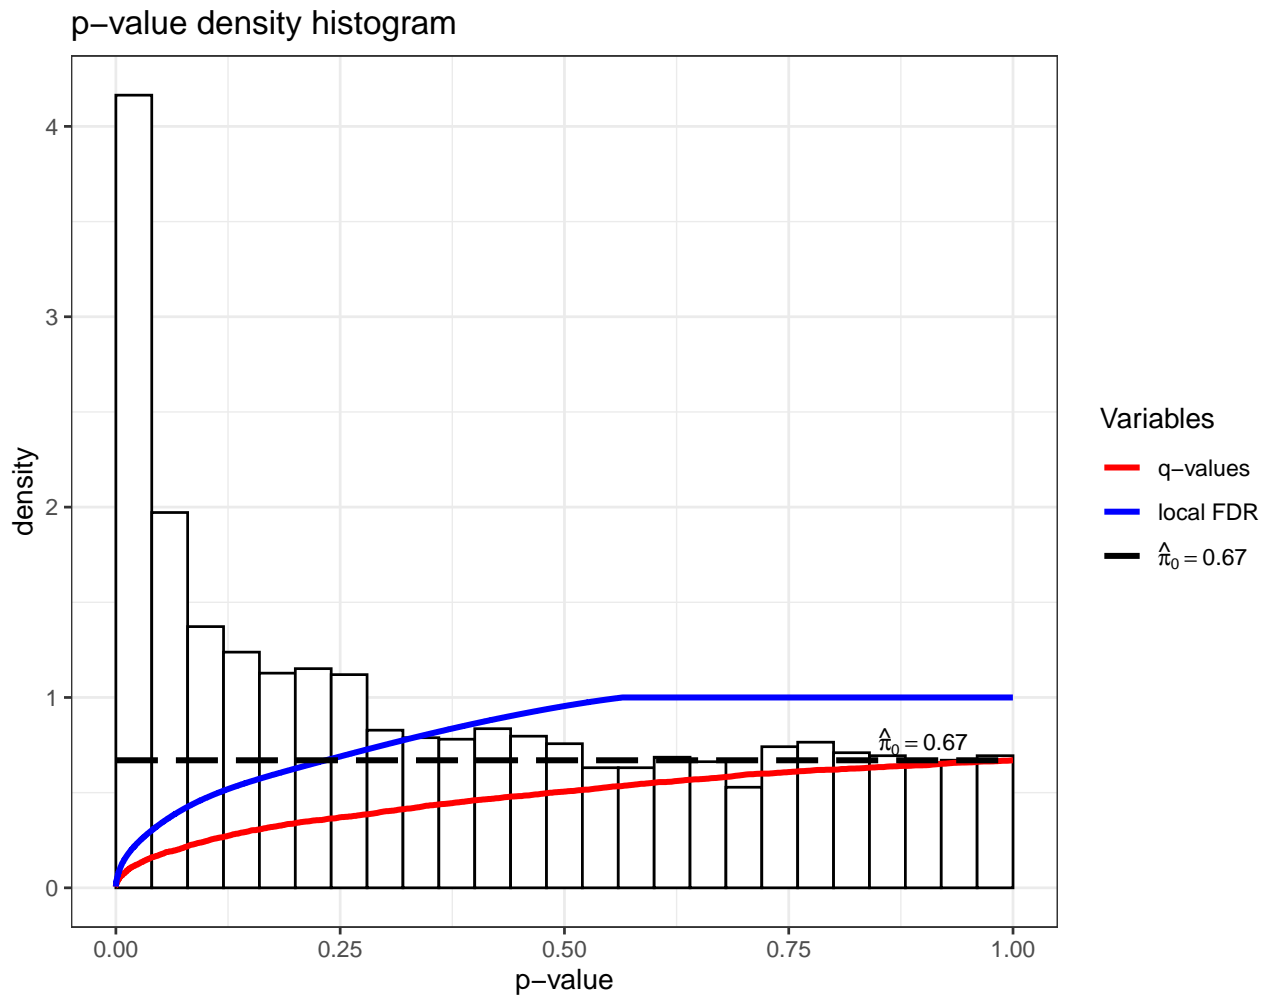 p−value density histogram
4
3
2
1
0
density
π̂₀ = 0.67
0.00 0.25 0.50 0.75 1.00
p−value
Variables
q−values
local FDR
π̂₀ = 0.67